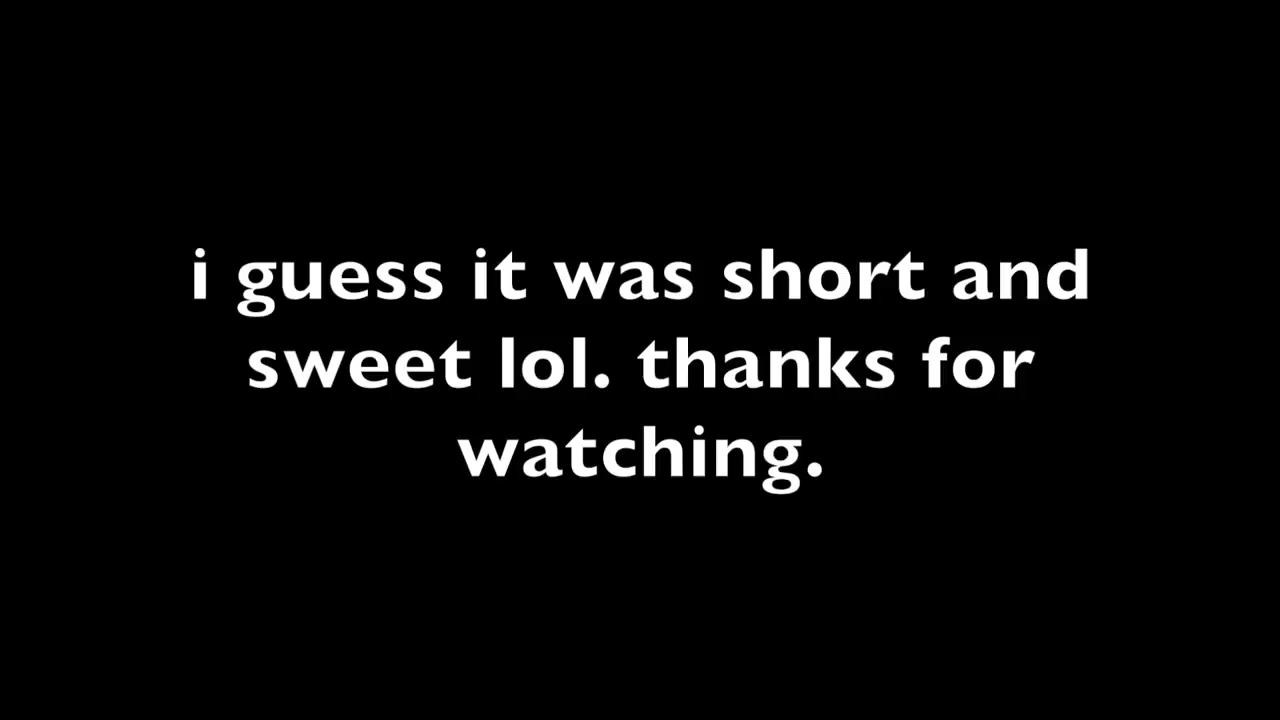 i guess it was short and
sweet lol. thanks for
watching.